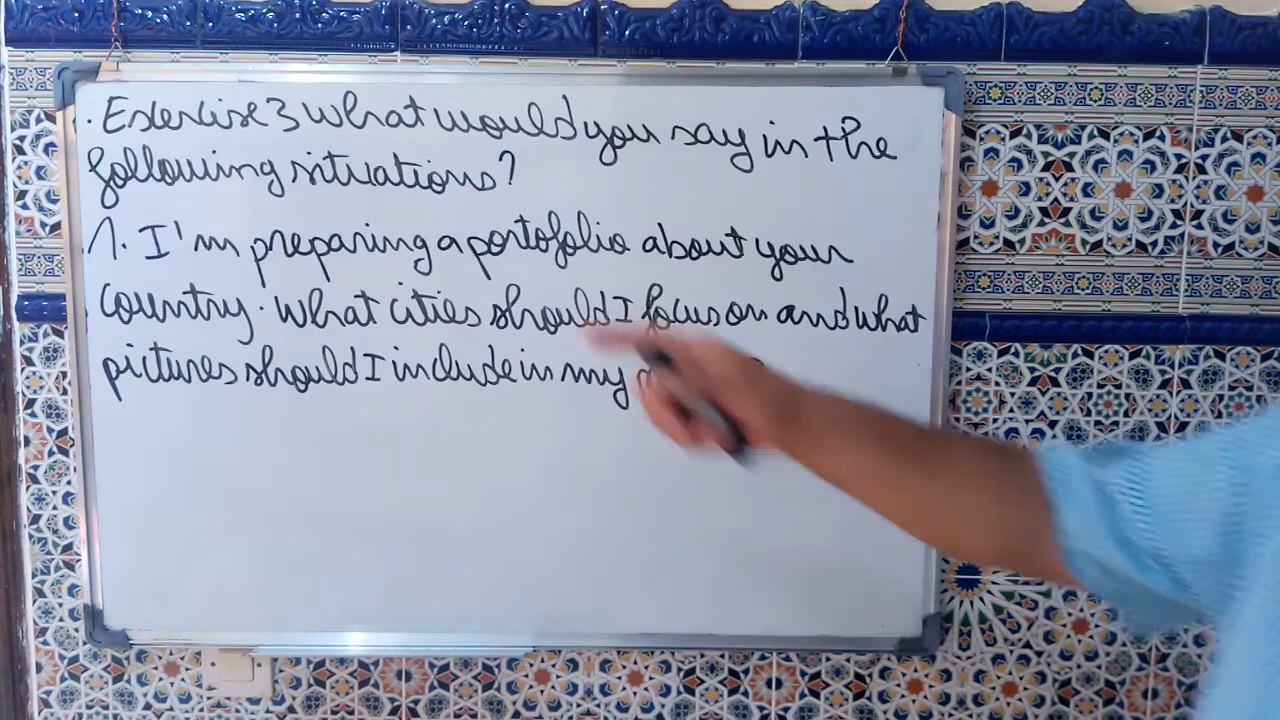 . Exercise 3 What would you say in the
following situations?
1. I'm preparing a portofolio about your
country. What cities should I focus on and what
pictures should I include in my